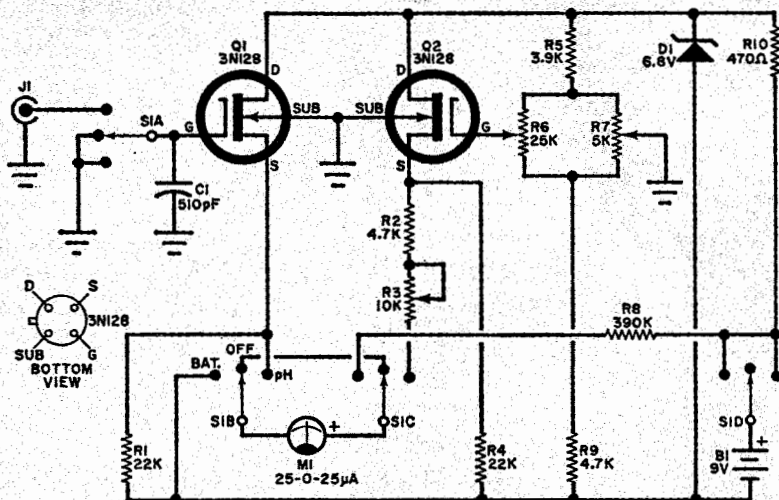 Q1
3N128
Q2
3N128
R5
3.9K
D1
6.8V
R10
470Ω
J1
D
D
S1A
G
SUB
SUB
G
R6
25K
R7
5K
S
S
C1
510pF
R2
4.7K
R3
10K
D
S
3N128
SUB
G
BOTTOM
VIEW
R8
390K
BAT.
OFF
pH
S1B
S1C
S1D
+
M1
25-0-25µA
R1
22K
R4
22K
R9
4.7K
+
B1
9V